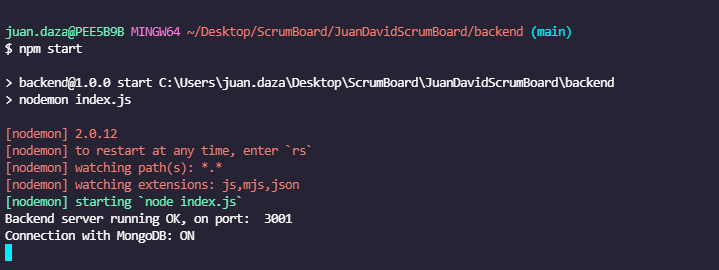 juan.daza@PEE5B9B MINGW64 ~/Desktop/ScrumBoard/JuanDavidScrumBoard/backend (main)
$ npm start
> backend@1.0.0 start C:\Users\juan.daza\Desktop\ScrumBoard\JuanDavidScrumBoard\backend
> nodemon index.js
[nodemon] 2.0.12
[nodemon] to restart at any time, enter `rs`
[nodemon] watching path(s): *.*
[nodemon] watching extensions: js,mjs,json
[nodemon] starting `node index.js`
Backend server running OK, on port:  3001
Connection with MongoDB: ON